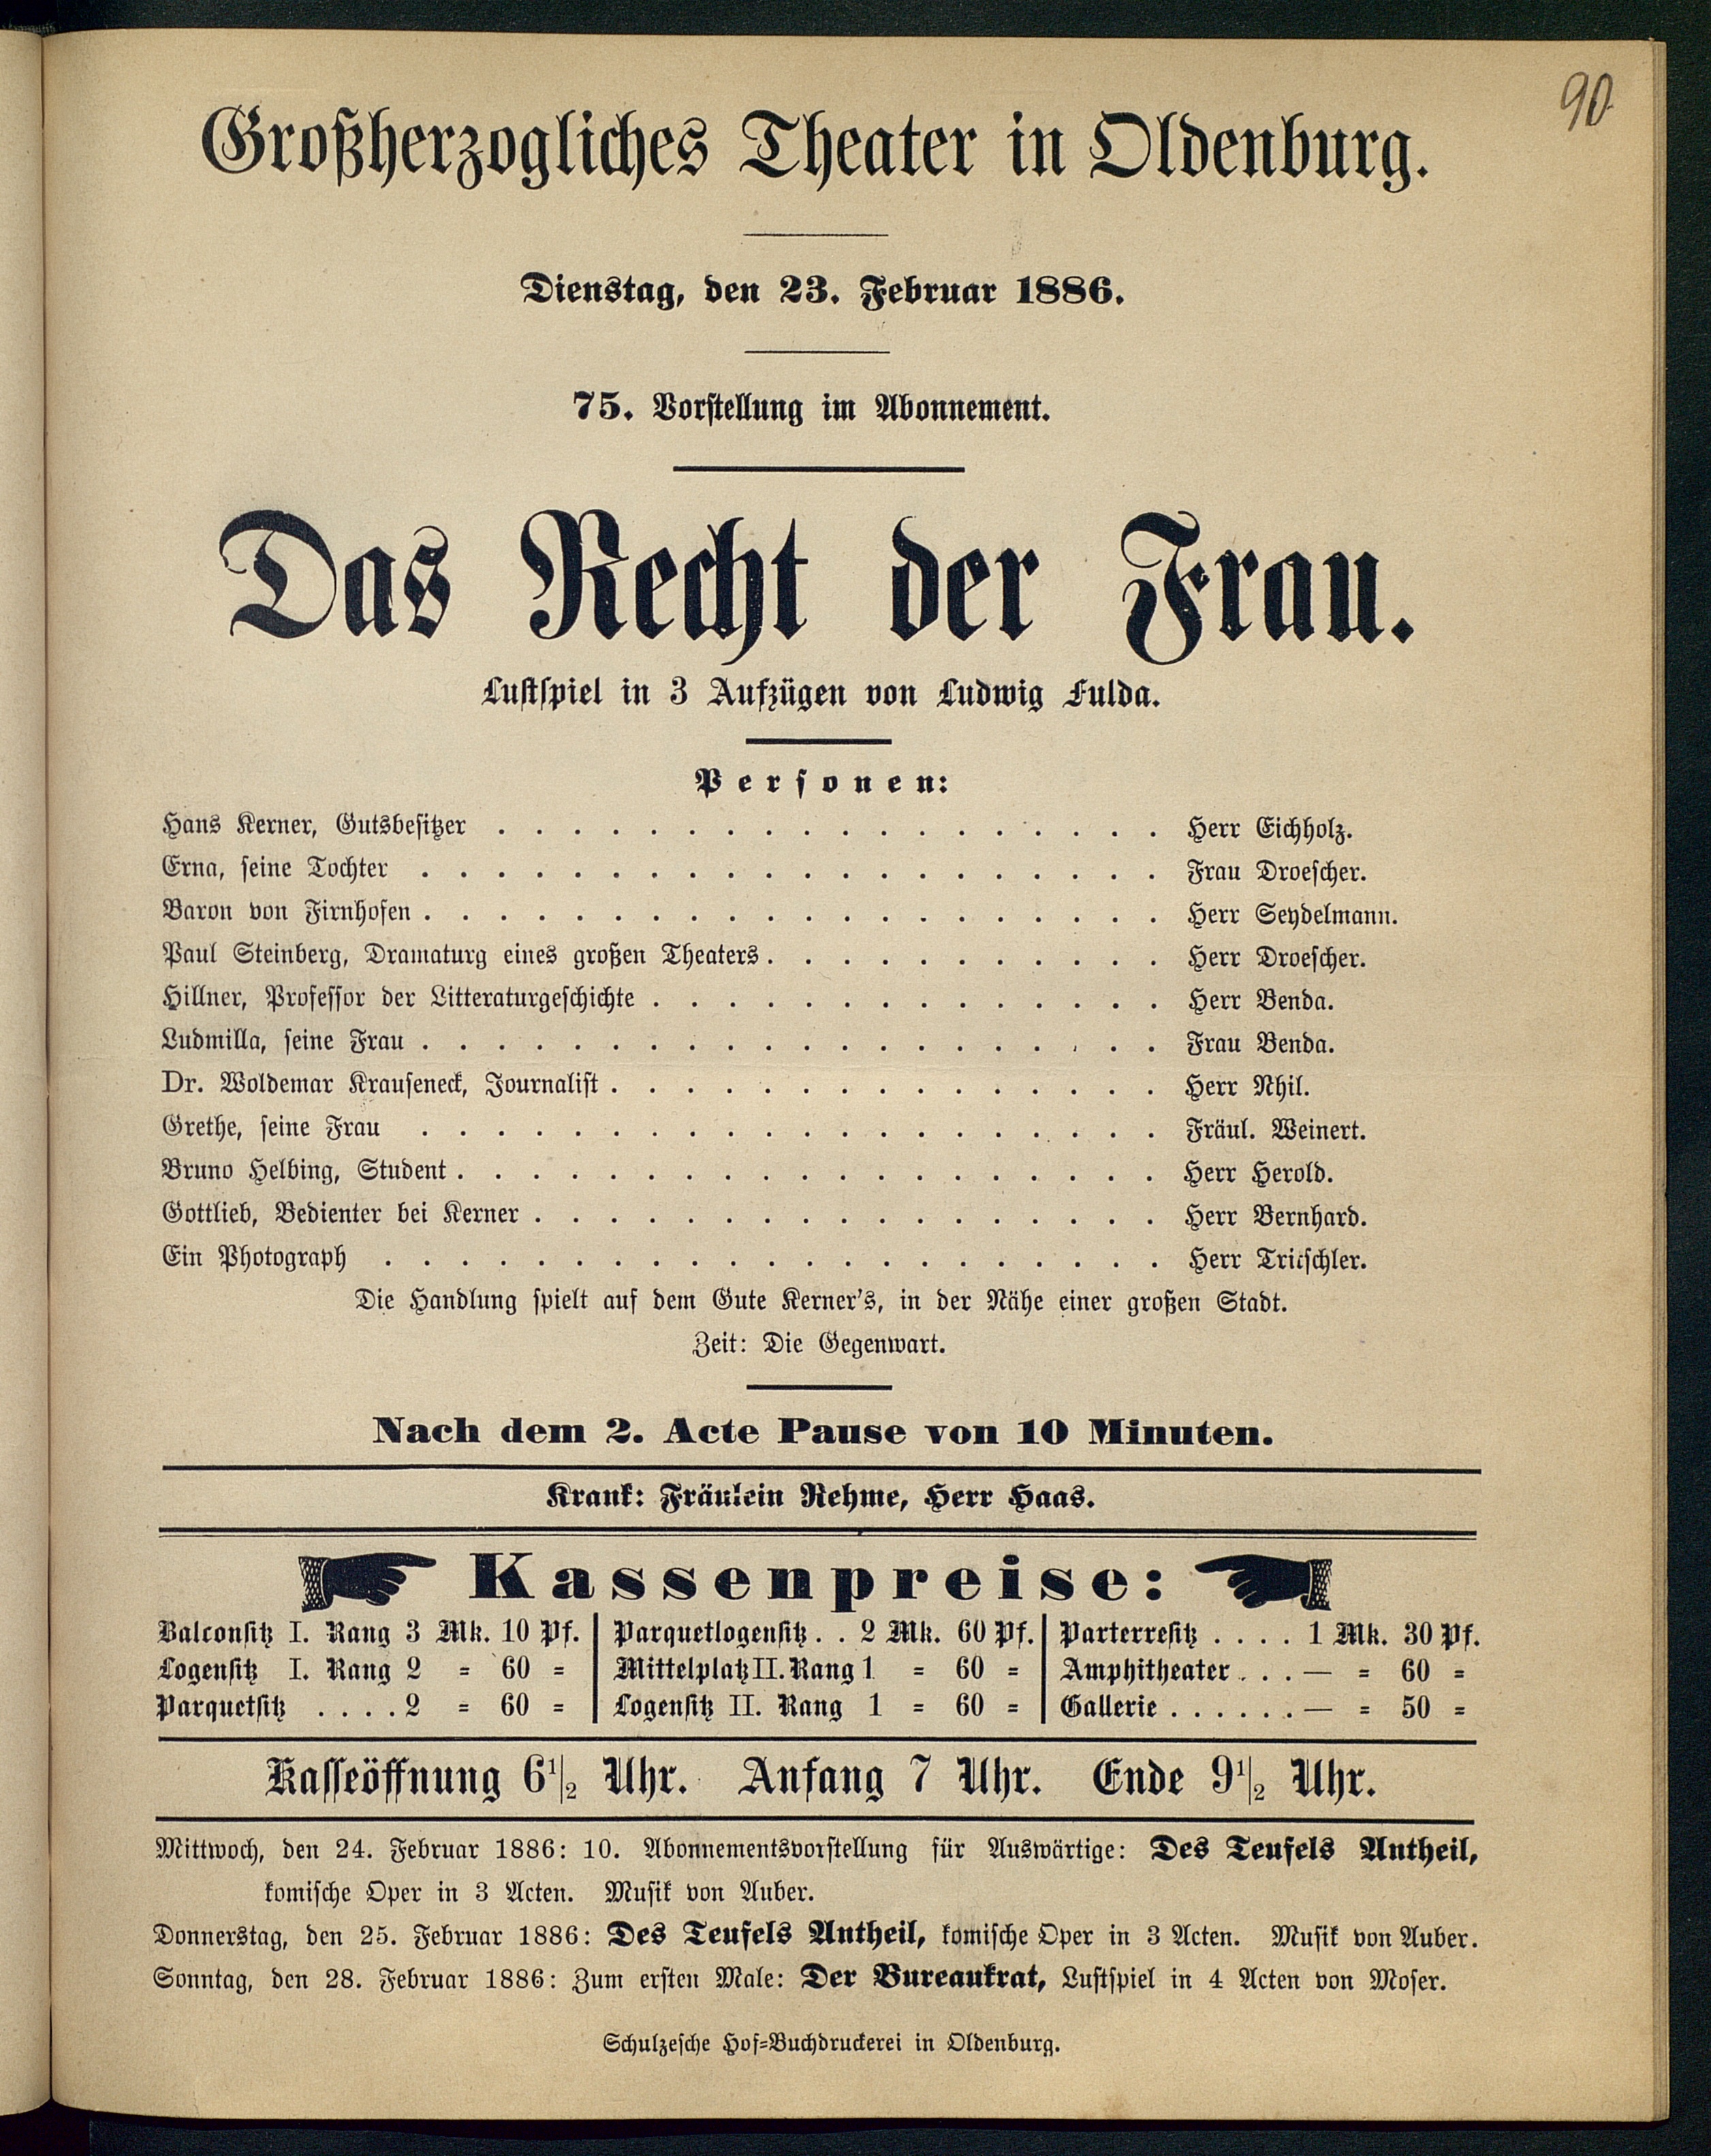 90
Großherzogliches Theater in Oldenburg.
Dienstag, den 23. Februar 1886.
75. Vorstellung im Abonnement.
Das Recht der Frau.
Lustspiel in 3 Aufzügen von Ludwig Fulda.
Personen:
Hans Kerner, Gutsbesitzer . . . . . . . . . . . . . . . . . . Herr Eichholz.
Erna, seine Tochter . . . . . . . . . . . . . . . . . . . . Frau Droescher.
Baron von Firnhofen . . . . . . . . . . . . . . . . . . . . Herr Seydelmann.
Paul Steinberg, Dramaturg eines großen Theaters . . . . . . . . . . . Herr Droescher.
Hillner, Professor der Litteraturgeschichte . . . . . . . . . . . . . . Herr Benda.
Ludmilla, seine Frau . . . . . . . . . . . . . . . . . . . . Frau Benda.
Dr. Woldemar Krauseneck, Journalist . . . . . . . . . . . . . . . Herr Nhil.
Grethe, seine Frau . . . . . . . . . . . . . . . . . . . . Fräul. Weinert.
Bruno Helbing, Student . . . . . . . . . . . . . . . . . . . Herr Herold.
Gottlieb, Bedienter bei Kerner . . . . . . . . . . . . . . . . . Herr Bernhard.
Ein Photograph . . . . . . . . . . . . . . . . . . . . . Herr Tritschler.
Die Handlung spielt auf dem Gute Kerner's, in der Nähe einer großen Stadt.
Zeit: Die Gegenwart.
Nach dem 2. Acte Pause von 10 Minuten.
Krank: Fräulein Rehme, Herr Haas.
Kassenpreise:
Balconsitz I. Rang 3 Mk. 10 Pf. Parquetlogensitz . . 2 Mk. 60 Pf. Parterresitz . . . . 1 Mk. 30 Pf.
Logensitz I. Rang 2 = 60 = Mittelplatz II. Rang 1 = 60 = Amphitheater . . . — = 60 =
Parquetsitz . . . . 2 = 60 = Logensitz II. Rang 1 = 60 = Gallerie . . . . . . — = 50 =
Kasseöffnung 6 1/2 Uhr. Anfang 7 Uhr. Ende 9 1/2 Uhr.
Mittwoch, den 24. Februar 1886: 10. Abonnementsvorstellung für Auswärtige: Des Teufels Antheil,
komische Oper in 3 Acten. Musik von Auber.
Donnerstag, den 25. Februar 1886: Des Teufels Antheil, komische Oper in 3 Acten. Musik von Auber.
Sonntag, den 28. Februar 1886: Zum ersten Male: Der Bureaukrat, Lustspiel in 4 Acten von Moser.
Schulzesche Hof=Buchdruckerei in Oldenburg.